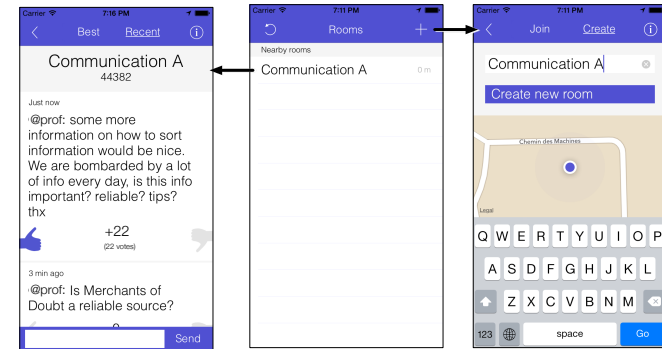 Carrier 7:16 PM
Best Recent
Communication A
44382
Just now
@prof: some more
information on how to sort
information would be nice.
We are bombarded by a lot
of info every day, is this info
important? reliable? tips?
thx
+22
(22 votes)
3 min ago
@prof: Is Merchants of
Doubt a reliable source?
Send
Carrier 7:11 PM
Rooms
Nearby rooms
Communication A 0 m
Carrier 7:11 PM
Join Create
Communication A
Create new room
Chemin des Machines
Legal
Q W E R T Y U I O P
A S D F G H J K L
Z X C V B N M
123 space Go